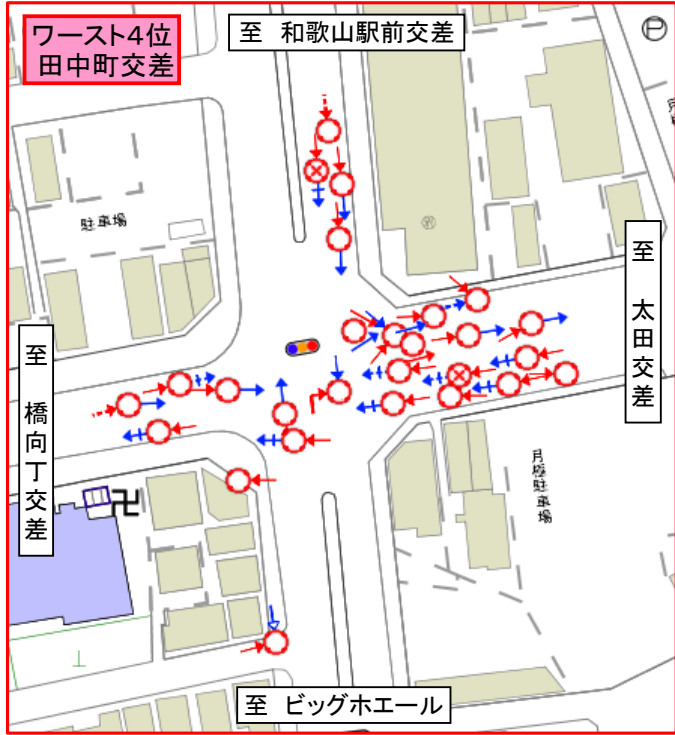 ワースト4位
田中町交差
至 和歌山駅前交差
駐車場
至 太田交差
至 橋向丁交差
月極駐車場
至 ビッグホエール